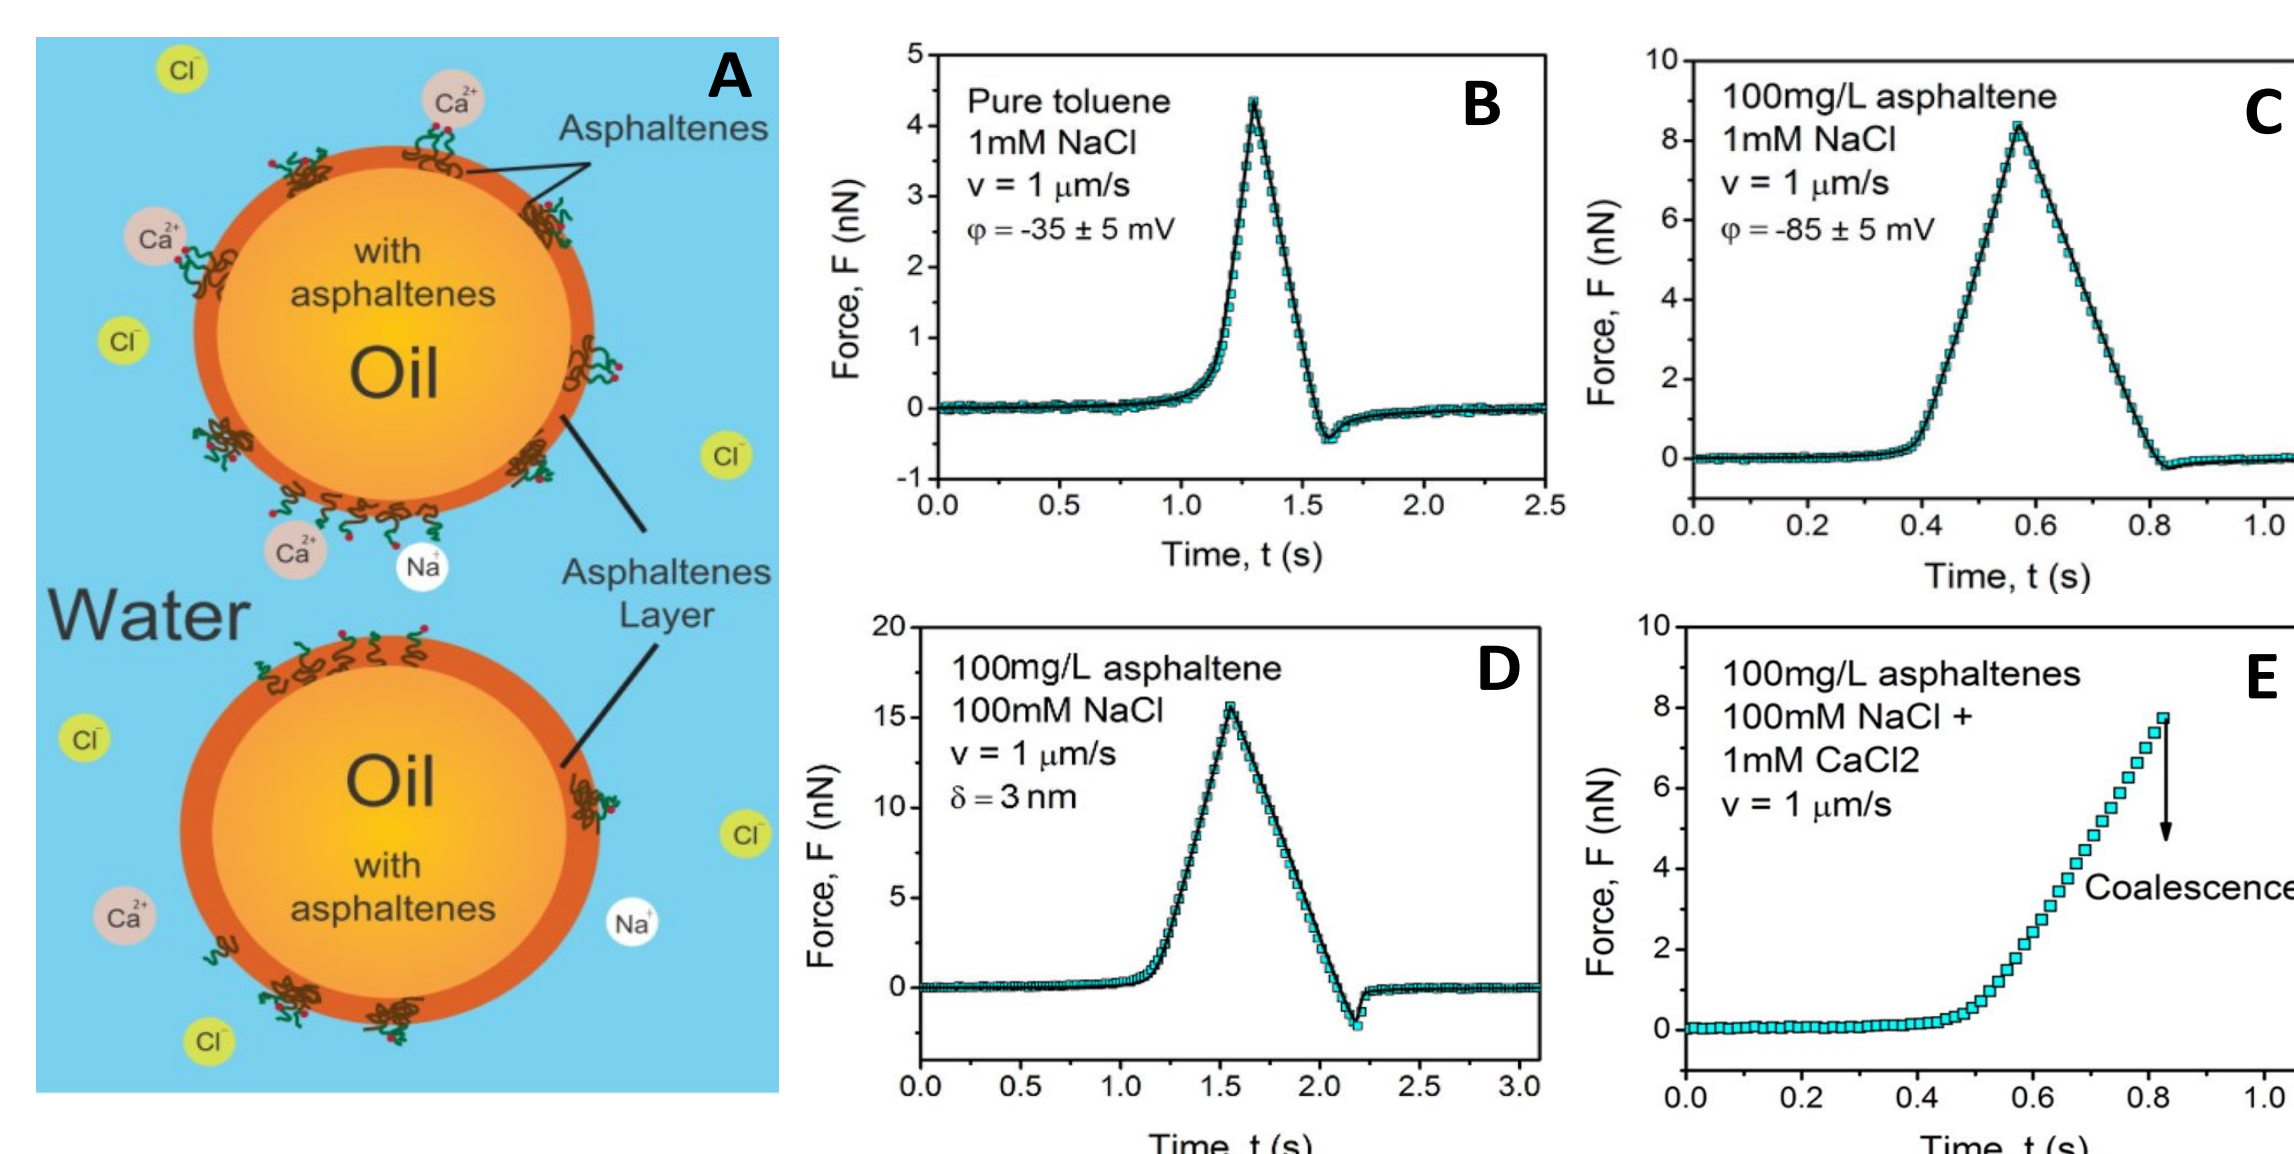 A
Cl⁻
Ca²⁺
Asphaltenes
Ca²⁺
with
asphaltenes
Cl⁻
Oil
Cl⁻
Ca²⁺
Na⁺
Asphaltenes
Layer
Water
Cl⁻
Oil
with
asphaltenes
Cl⁻
Ca²⁺
Na⁺
Cl⁻
B
Pure toluene
1mM NaCl
v = 1 μm/s
φ = -35 ± 5 mV
Force, F (nN)
5
4
3
2
1
0
-1
0.0 0.5 1.0 1.5 2.0 2.5
Time, t (s)
C
100mg/L asphaltene
1mM NaCl
v = 1 μm/s
φ = -85 ± 5 mV
Force, F (nN)
10
8
6
4
2
0
0.0 0.2 0.4 0.6 0.8 1.0
Time, t (s)
D
100mg/L asphaltene
100mM NaCl
v = 1 μm/s
δ = 3 nm
Force, F (nN)
20
15
10
5
0
0.0 0.5 1.0 1.5 2.0 2.5 3.0
Time, t (s)
E
100mg/L asphaltenes
100mM NaCl +
1mM CaCl2
v = 1 μm/s
Coalescence
Force, F (nN)
10
8
6
4
2
0
0.0 0.2 0.4 0.6 0.8 1.0
Time, t (s)